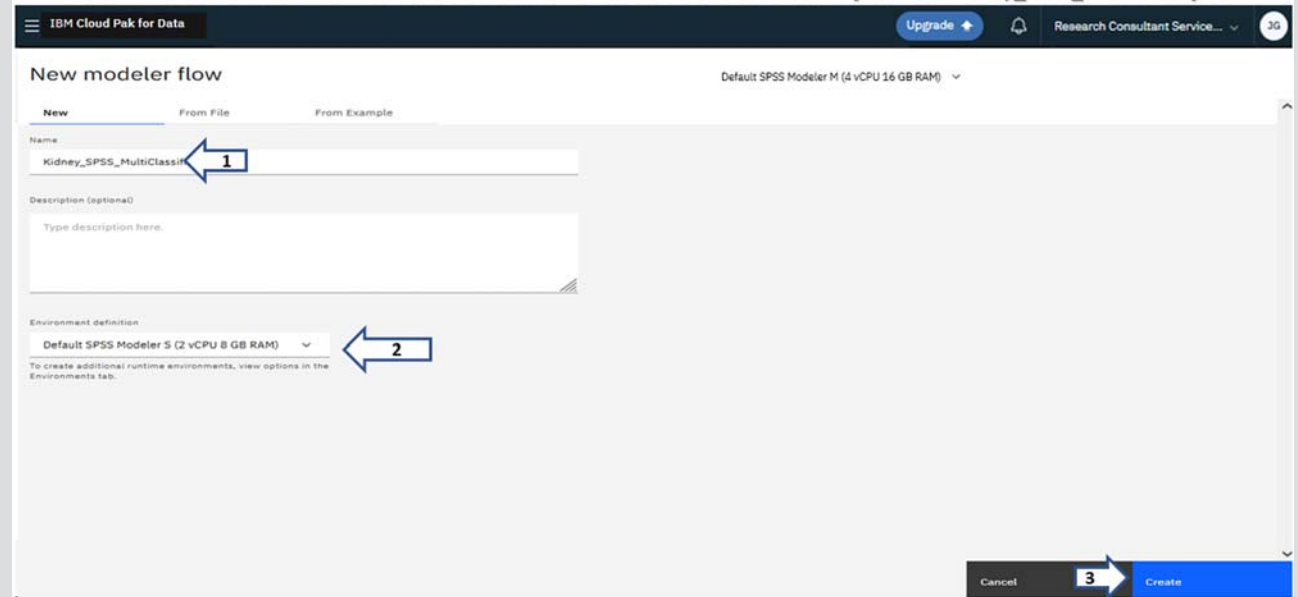 IBM Cloud Pak for Data
Upgrade
Research Consultant Service...
JG
New modeler flow
Default SPSS Modeler M (4 vCPU 16 GB RAM)
New
From File
From Example
Name
Kidney_SPSS_MultiClassif
1
Description (optional)
Type description here.
Environment definition
Default SPSS Modeler S (2 vCPU 8 GB RAM)
2
To create additional runtime environments, view options in the
Environments tab.
Cancel
3
Create